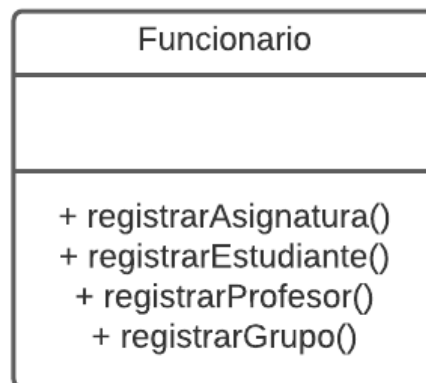 Funcionario
+ registrarAsignatura()
+ registrarEstudiante()
+ registrarProfesor()
+ registrarGrupo()